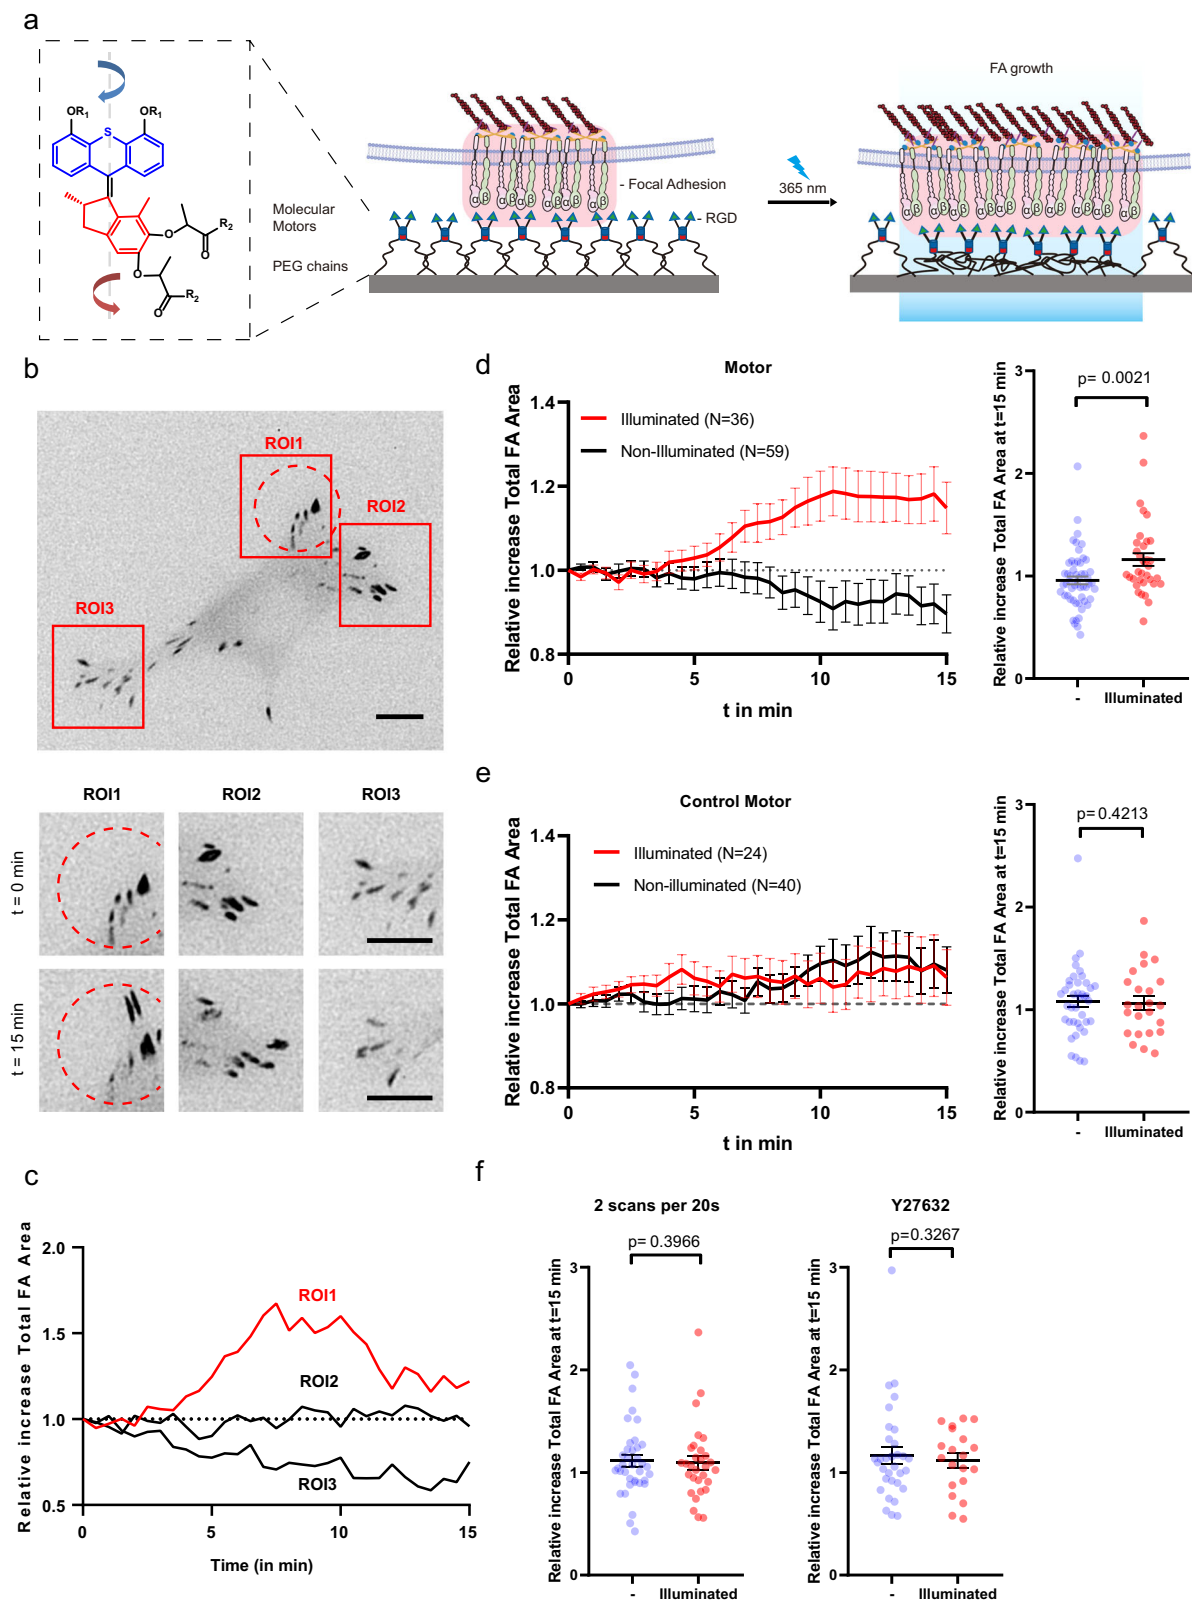 a
OR1
OR1
S
O
R2
O
O
R2
O
Molecular
Motors
PEG chains
- Focal Adhesion
- RGD
α β α β α β
365 nm
FA growth
α β α β α β α β α β
b
ROI1
ROI2
ROI3
ROI1 ROI2 ROI3
t = 0 min
t = 15 min
c
Relative increase Total FA Area
2.0
1.5
1.0
0.5
ROI1
ROI2
ROI3
0 5 10 15
Time (in min)
d
Motor
Relative increase Total FA Area
1.4
1.2
1.0
0.8
Illuminated (N=36)
Non-Illuminated (N=59)
0 5 10 15
t in min
Relative increase Total FA Area at t=15 min
3
2
1
0
p= 0.0021
- Illuminated
e
Control Motor
Relative increase Total FA Area
1.4
1.2
1.0
0.8
Illuminated (N=24)
Non-illuminated (N=40)
0 5 10 15
t in min
Relative increase Total FA Area at t=15 min
3
2
1
0
p= 0.4213
- Illuminated
f
2 scans per 20s
p= 0.3966
Relative increase Total FA Area at t=15 min
3
2
1
0
- Illuminated
Y27632
p=0.3267
Relative increase Total FA Area at t=15 min
3
2
1
0
- Illuminated